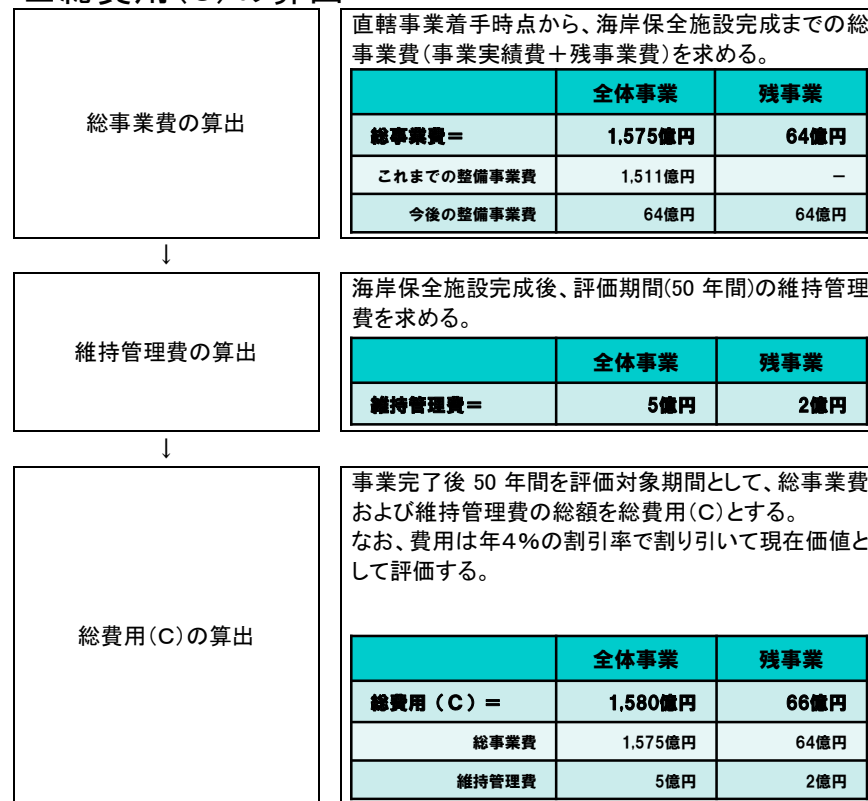 総事業費の算出
直轄事業着手時点から、海岸保全施設完成までの総
事業費(事業実績費＋残事業費)を求める。
全体事業 残事業
総事業費＝ 1,575億円 64億円
これまでの整備事業費 1,511億円 －
今後の整備事業費 64億円 64億円
↓
維持管理費の算出
海岸保全施設完成後、評価期間(50 年間)の維持管理
費を求める。
全体事業 残事業
維持管理費＝ 5億円 2億円
↓
総費用(C)の算出
事業完了後 50 年間を評価対象期間として、総事業費
および維持管理費の総額を総費用(C)とする。
なお、費用は年4%の割引率で割り引いて現在価値と
して評価する。
全体事業 残事業
総費用（C）＝ 1,580億円 66億円
総事業費 1,575億円 64億円
維持管理費 5億円 2億円